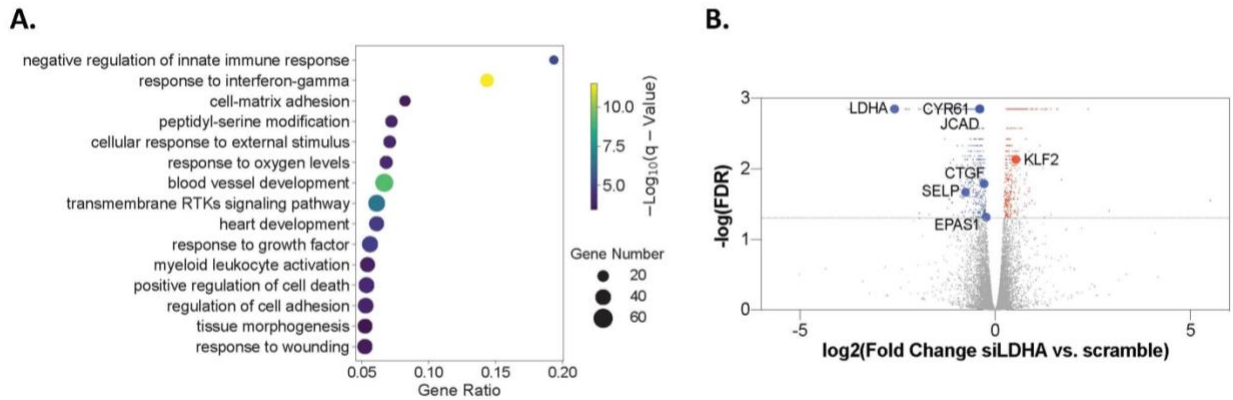 A.
negative regulation of innate immune response
response to interferon-gamma
cell-matrix adhesion
peptidyl-serine modification
cellular response to external stimulus
response to oxygen levels
blood vessel development
transmembrane RTKs signaling pathway
heart development
response to growth factor
myeloid leukocyte activation
positive regulation of cell death
regulation of cell adhesion
tissue morphogenesis
response to wounding
0.05 0.10 0.15 0.20
Gene Ratio
10.0
7.5
5.0
−Log10(q − Value)
Gene Number
20
40
60
B.
3
2
1
0
-log(FDR)
LDHA
CYR61
JCAD
KLF2
CTGF
SELP
EPAS1
-5 0 5
log2(Fold Change siLDHA vs. scramble)